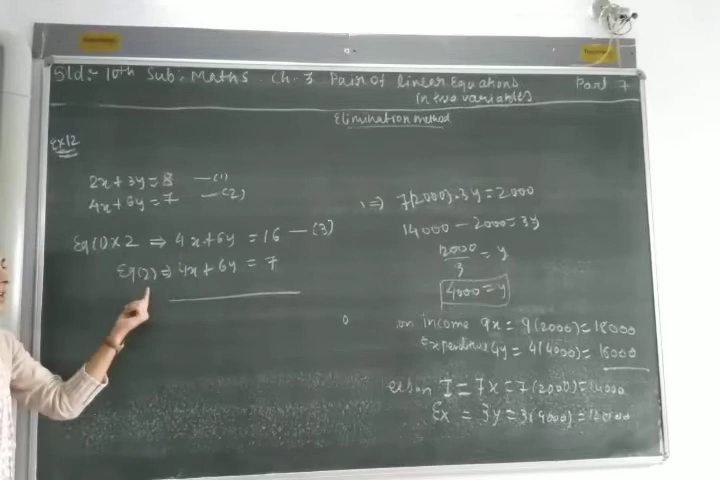 Std:- 10th Sub:- Maths Ch. 3 Pair of linear Equations Part 7
in two variables
Elimination method
Ex 12
2x + 3y = 8 —(1)
4x + 6y = 7 —(2)
Eq(1) x 2 ⇒ 4x + 6y = 16 —(3)
Eq(2) ⇒ 4x + 6y = 7
7(2000) - 3y = 2000
14000 - 2000 = 3y
12000/3 = y
4000 = y
Income 9x = 9(2000) = 18000
Expenditure 4y = 4(4000) = 16000
I = 7x = 7(2000) = 14000
Ex = 3y = 3(4000) = 12000